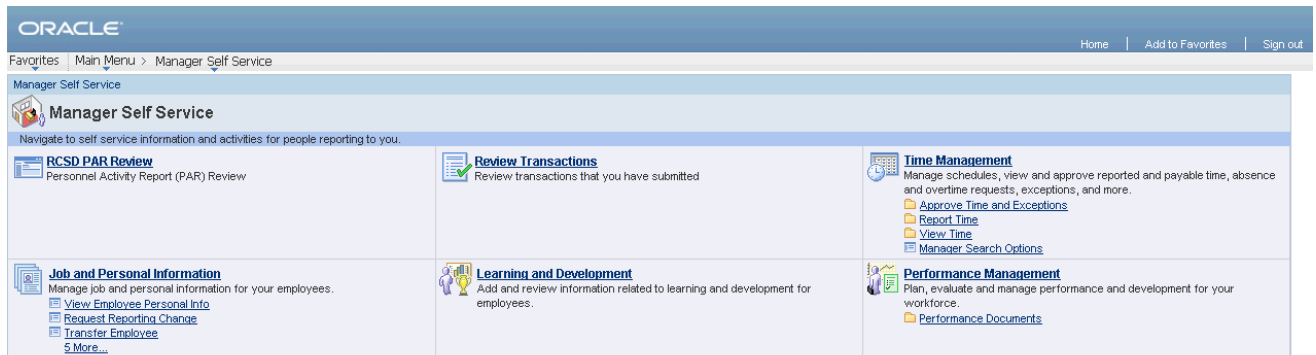 ORACLE
Home | Add to Favorites | Sign out
Favorites | Main Menu > Manager Self Service
Manager Self Service
Manager Self Service
Navigate to self service information and activities for people reporting to you.
RCSD PAR Review
Personnel Activity Report (PAR) Review
Review Transactions
Review transactions that you have submitted
Time Management
Manage schedules, view and approve reported and payable time, absence
and overtime requests, exceptions, and more.
Approve Time and Exceptions
Report Time
View Time
Manager Search Options
Job and Personal Information
Manage job and personal information for your employees.
View Employee Personal Info
Request Reporting Change
Transfer Employee
5 More...
Learning and Development
Add and review information related to learning and development for
employees.
Performance Management
Plan, evaluate and manage performance and development for your
workforce.
Performance Documents